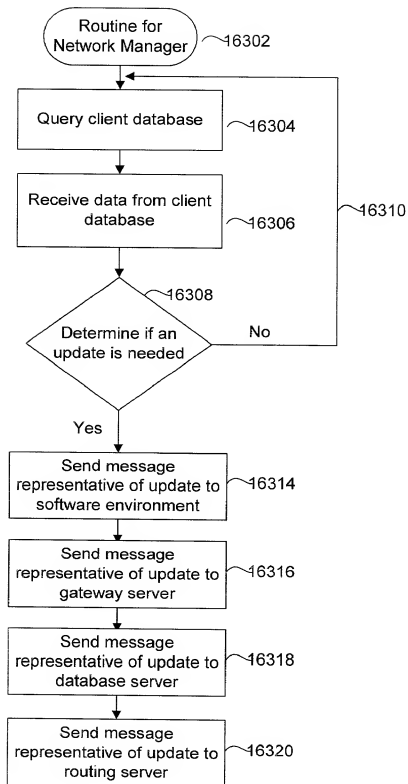 Routine for
Network Manager
16302
Query client database
16304
Receive data from client
database
16306
16310
16308
Determine if an
update is needed
No
Yes
Send message
representative of update to
software environment
16314
Send message
representative of update to
gateway server
16316
Send message
representative of update to
database server
16318
Send message
representative of update to
routing server
16320